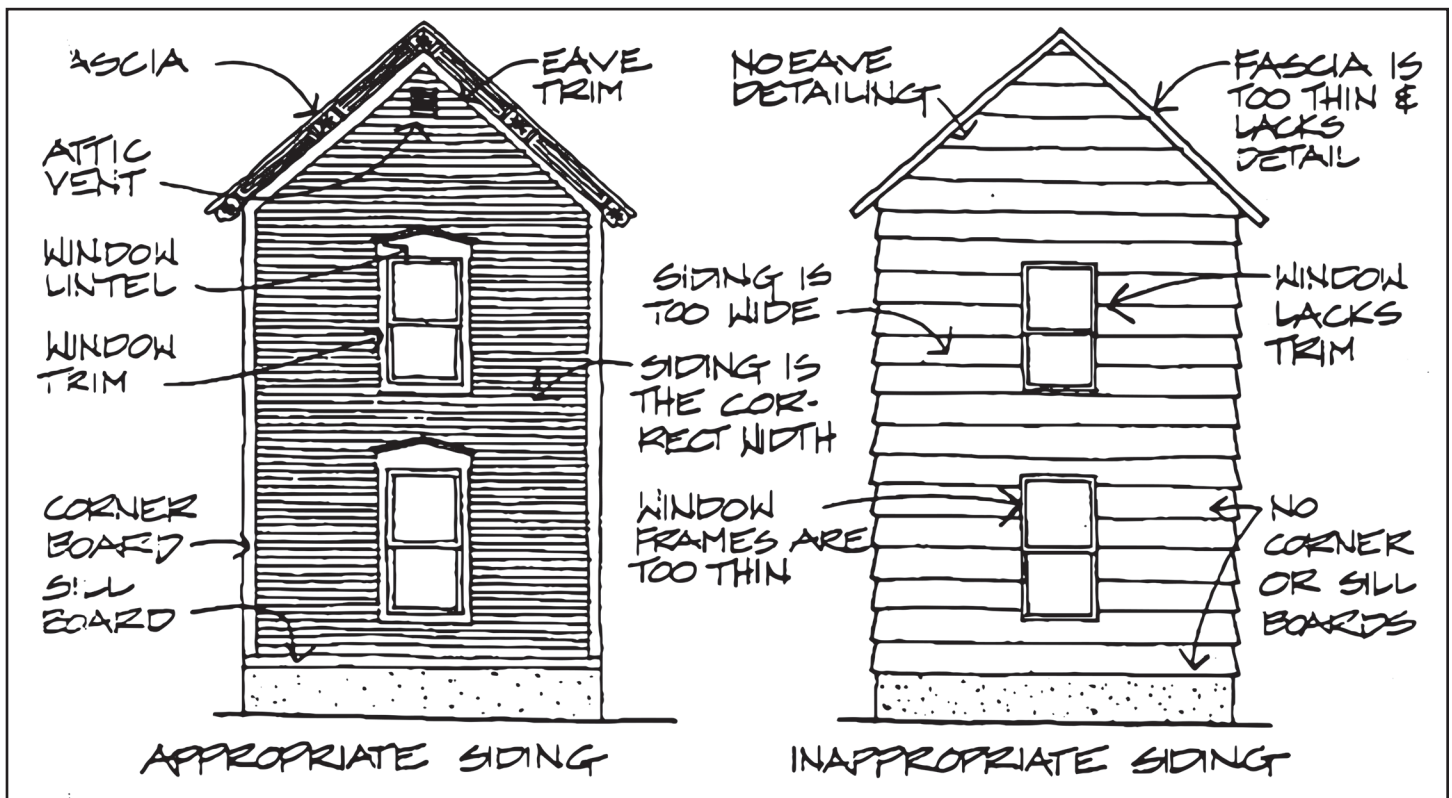 ASCIA
EAVE
TRIM
ATTIC
VENT
WINDOW
LINTEL
WINDOW
TRIM
SIDING IS
THE COR-
RECT WIDTH
CORNER
BOARD
SILL
BOARD
APPROPRIATE SIDING
NO EAVE
DETAILING
FASCIA IS
TOO THIN &
LACKS
DETAIL
SIDING IS
TOO WIDE
WINDOW
LACKS
TRIM
WINDOW
FRAMES ARE
TOO THIN
NO
CORNER
OR SILL
BOARDS
INAPPROPRIATE SIDING